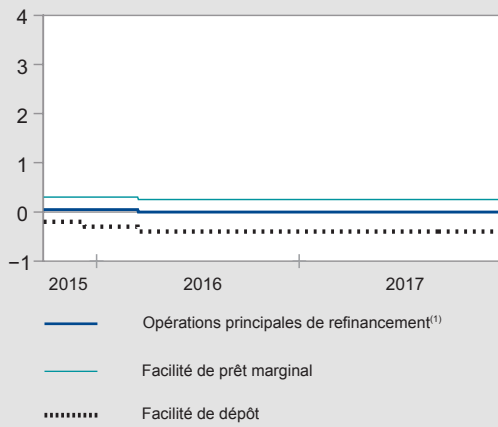 4
3
2
1
0
−1
2015 2016 2017
Opérations principales de refinancement(1)
Facilité de prêt marginal
Facilité de dépôt